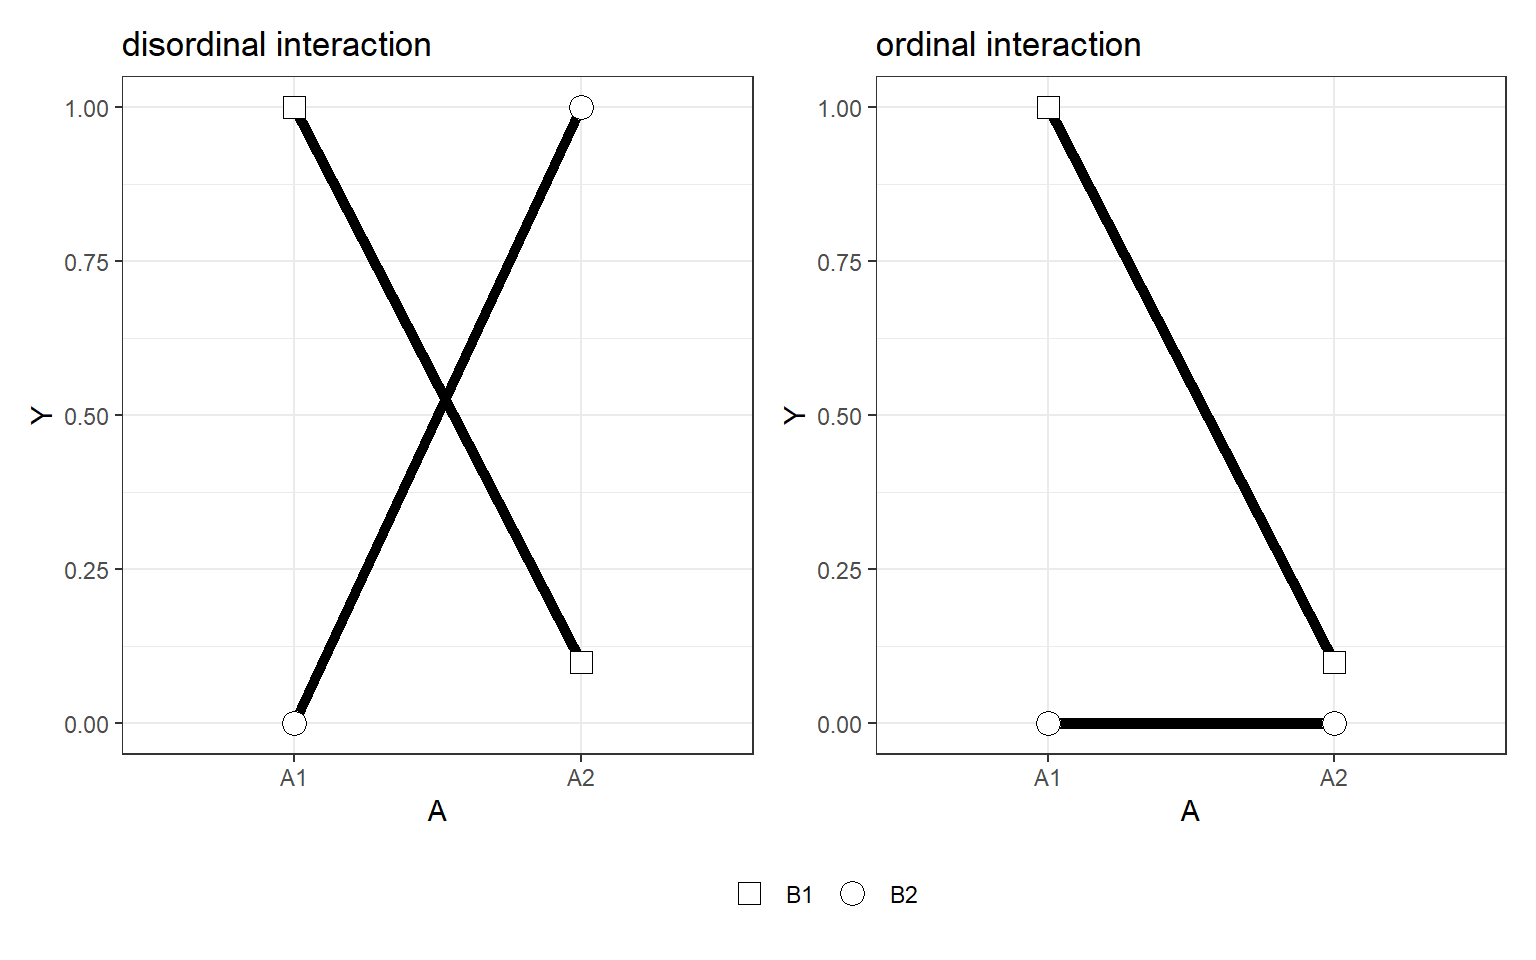 disordinal interaction
1.00
0.75
0.50
0.25
0.00
Y
A1 A2
A
ordinal interaction
1.00
0.75
0.50
0.25
0.00
Y
A1 A2
A
B1 B2